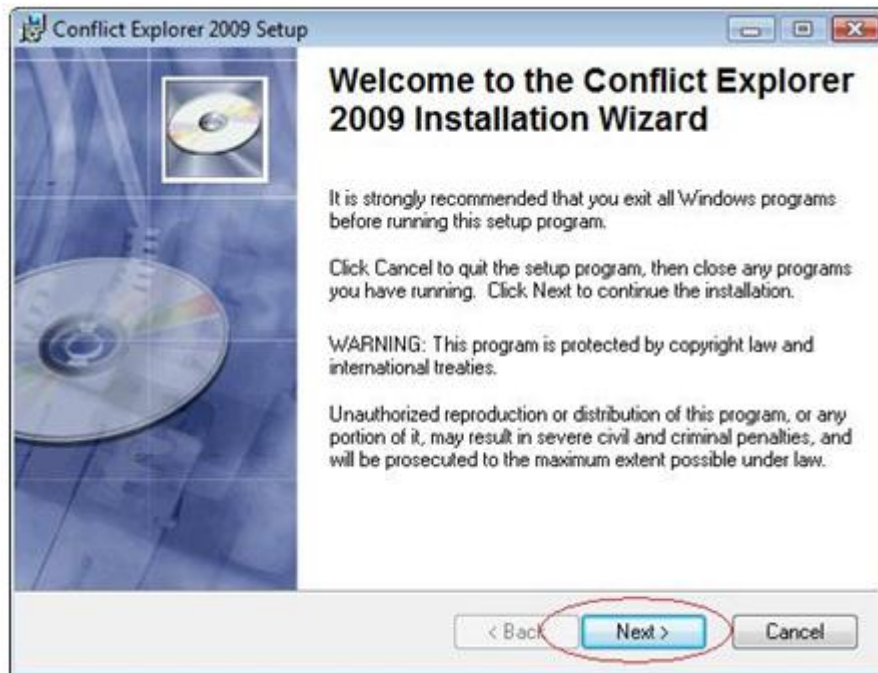 Conflict Explorer 2009 Setup
Welcome to the Conflict Explorer
2009 Installation Wizard
It is strongly recommended that you exit all Windows programs
before running this setup program.
Click Cancel to quit the setup program, then close any programs
you have running. Click Next to continue the installation.
WARNING: This program is protected by copyright law and
international treaties.
Unauthorized reproduction or distribution of this program, or any
portion of it, may result in severe civil and criminal penalties, and
will be prosecuted to the maximum extent possible under law.
< Back Next > Cancel